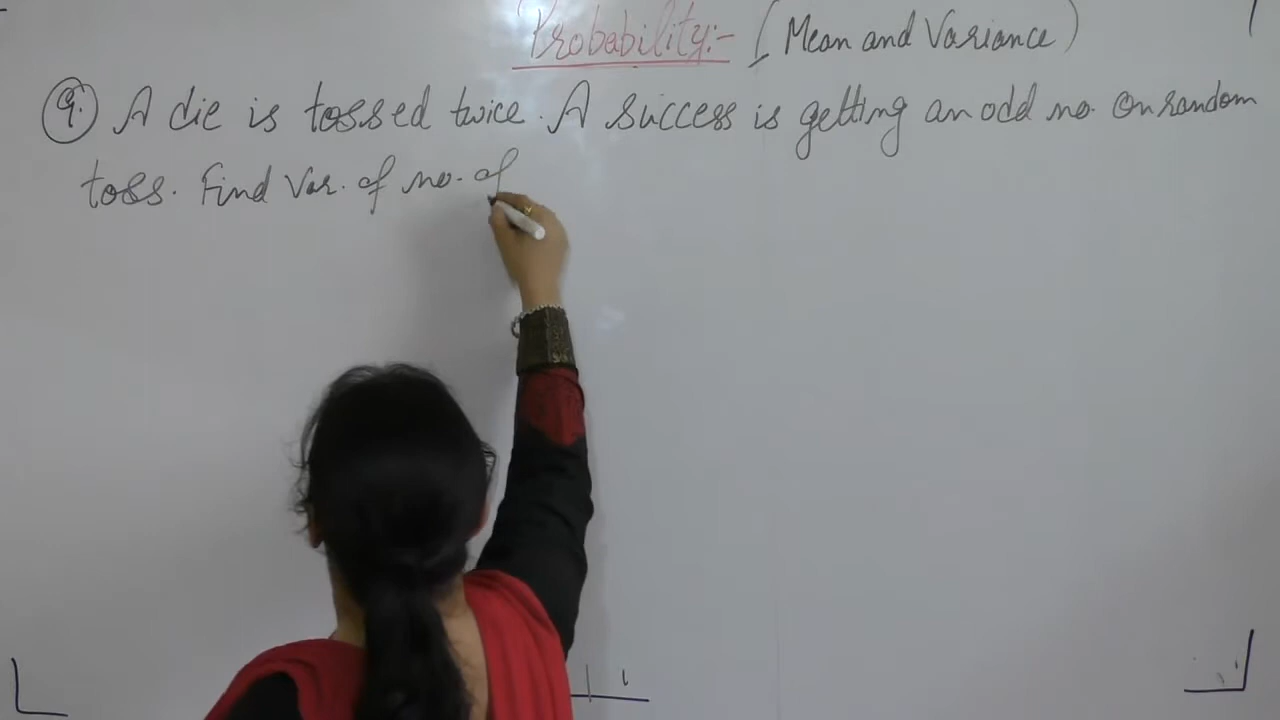 Probability:- (Mean and Variance)
Q. A die is tossed twice. A success is getting an odd no. on random
toss. Find Var. of no. of